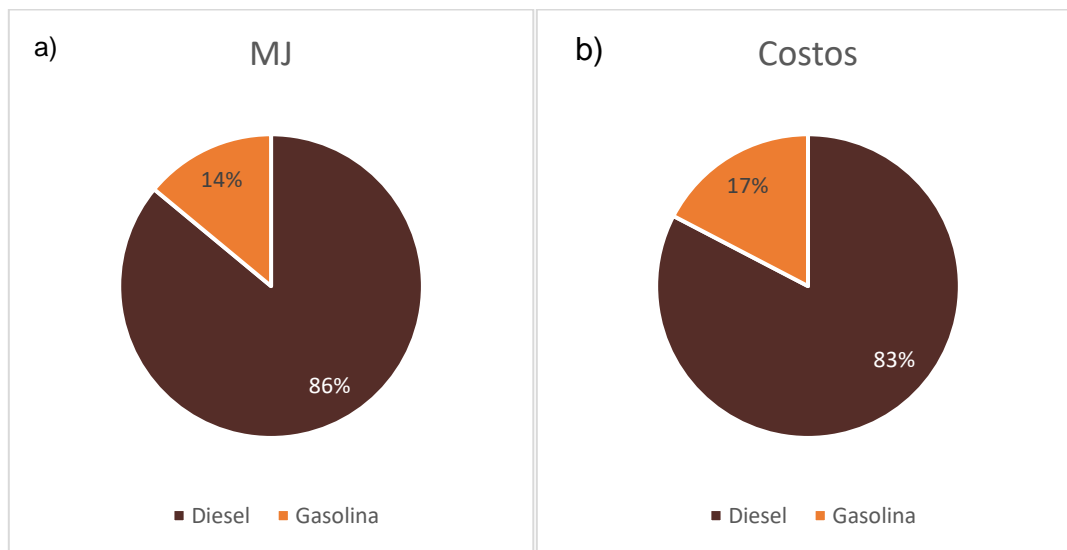 a)
MJ
14%
86%
Diesel
Gasolina
b)
Costos
17%
83%
Diesel
Gasolina